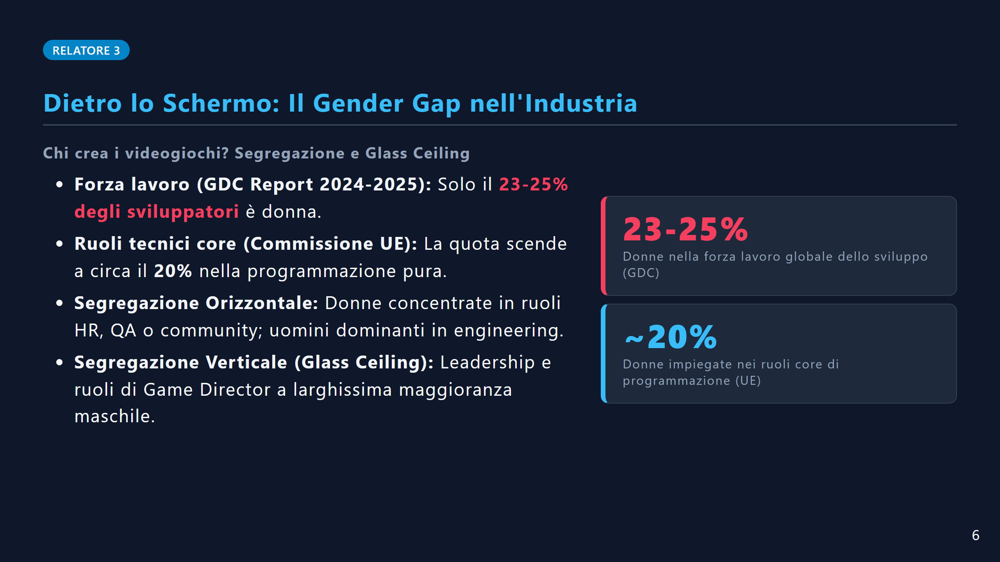 RELATORE 3
Dietro lo Schermo: Il Gender Gap nell'Industria
Chi crea i videogiochi? Segregazione e Glass Ceiling
• Forza lavoro (GDC Report 2024-2025): Solo il 23-25%
degli sviluppatori è donna.
• Ruoli tecnici core (Commissione UE): La quota scende
a circa il 20% nella programmazione pura.
• Segregazione Orizzontale: Donne concentrate in ruoli
HR, QA o community; uomini dominanti in engineering.
• Segregazione Verticale (Glass Ceiling): Leadership e
ruoli di Game Director a larghissima maggioranza
maschile.
23-25%
Donne nella forza lavoro globale dello sviluppo
(GDC)
~20%
Donne impiegate nei ruoli core di
programmazione (UE)
6